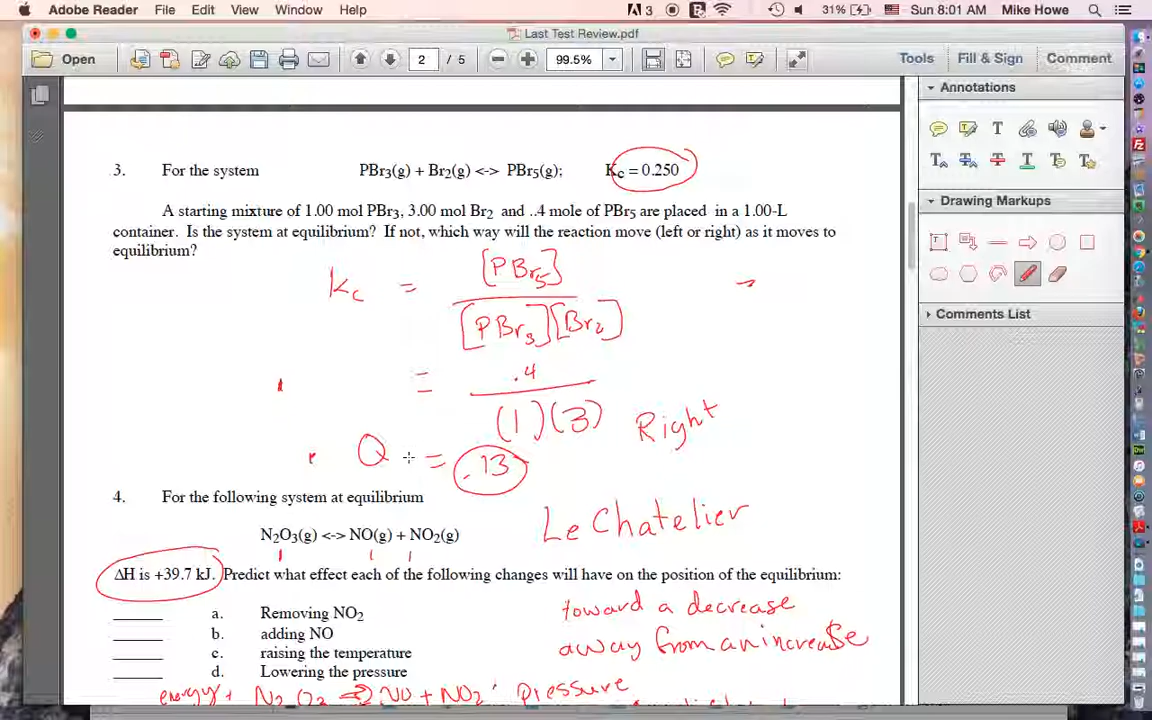 Adobe Reader File Edit View Window Help 3 31% Sun 8:01 AM Mike Howe
Last Test Review.pdf
Open 2 / 5 99.5% Tools Fill & Sign Comment
Annotations
Drawing Markups
Comments List
3. For the system PBr3(g) + Br2(g) <-> PBr5(g); Kc = 0.250
A starting mixture of 1.00 mol PBr3, 3.00 mol Br2 and ..4 mole of PBr5 are placed in a 1.00-L
container. Is the system at equilibrium? If not, which way will the reaction move (left or right) as it moves to
equilibrium?
Kc = [PBr5]
[PBr3][Br2]
= .4
(1)(3) Right
Q = .13
4. For the following system at equilibrium
Le Chatelier
N2O3(g) <-> NO(g) + NO2(g)
ΔH is +39.7 kJ. Predict what effect each of the following changes will have on the position of the equilibrium:
____ a. Removing NO2 toward a decrease
____ b. adding NO away from an increase
____ c. raising the temperature
____ d. Lowering the pressure
energy + N2O3 ⇌ NO + NO2 Pressure